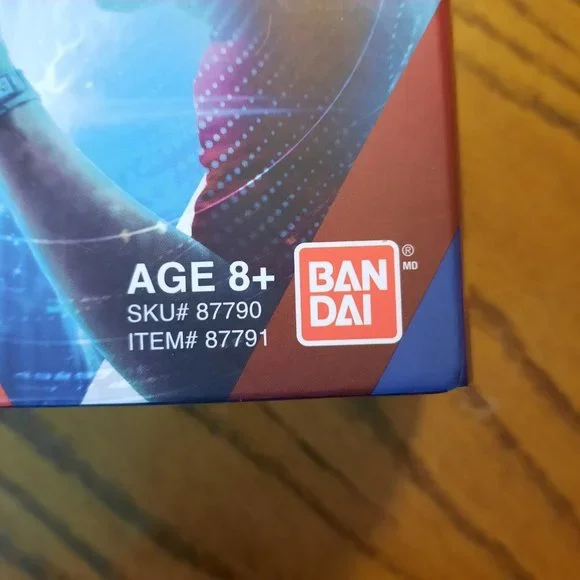 AGE 8+
SKU# 87790
ITEM# 87791
BAN
DAI
®
MD